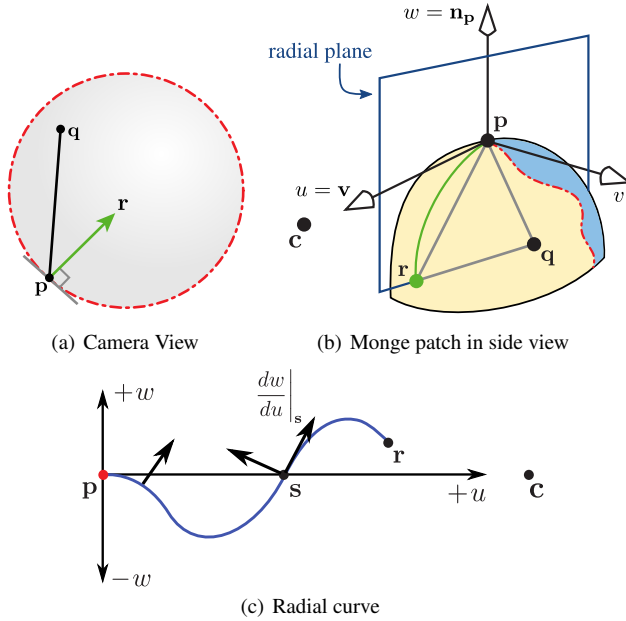 q
r
p
(a) Camera View
w = n_p
radial plane
p
u = v
v
c
r
q
(b) Monge patch in side view
+w
dw/du|_s
r
p
s
+u
c
−w
(c) Radial curve